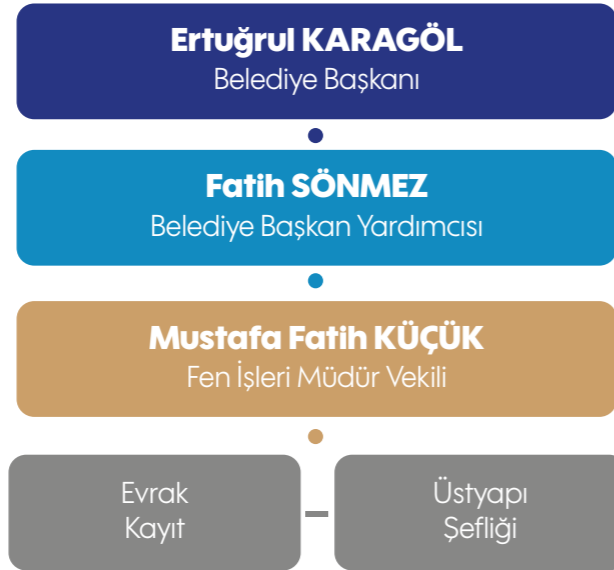 Ertuğrul KARAGÖL
Belediye Başkanı
Fatih SÖNMEZ
Belediye Başkan Yardımcısı
Mustafa Fatih KÜÇÜK
Fen İşleri Müdür Vekili
Evrak
Kayıt
Üstyapı
Şefliği